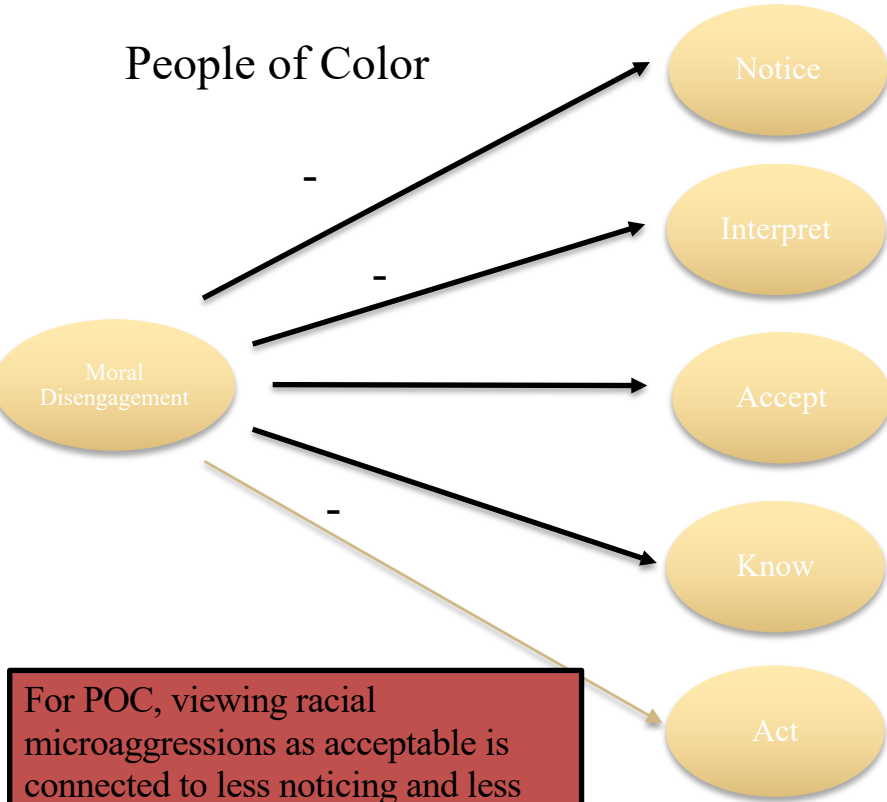 People of Color
Notice
-
Interpret
-
Moral
Disengagement
Accept
-
Know
Act
For POC, viewing racial
microaggressions as acceptable is
connected to less noticing and less